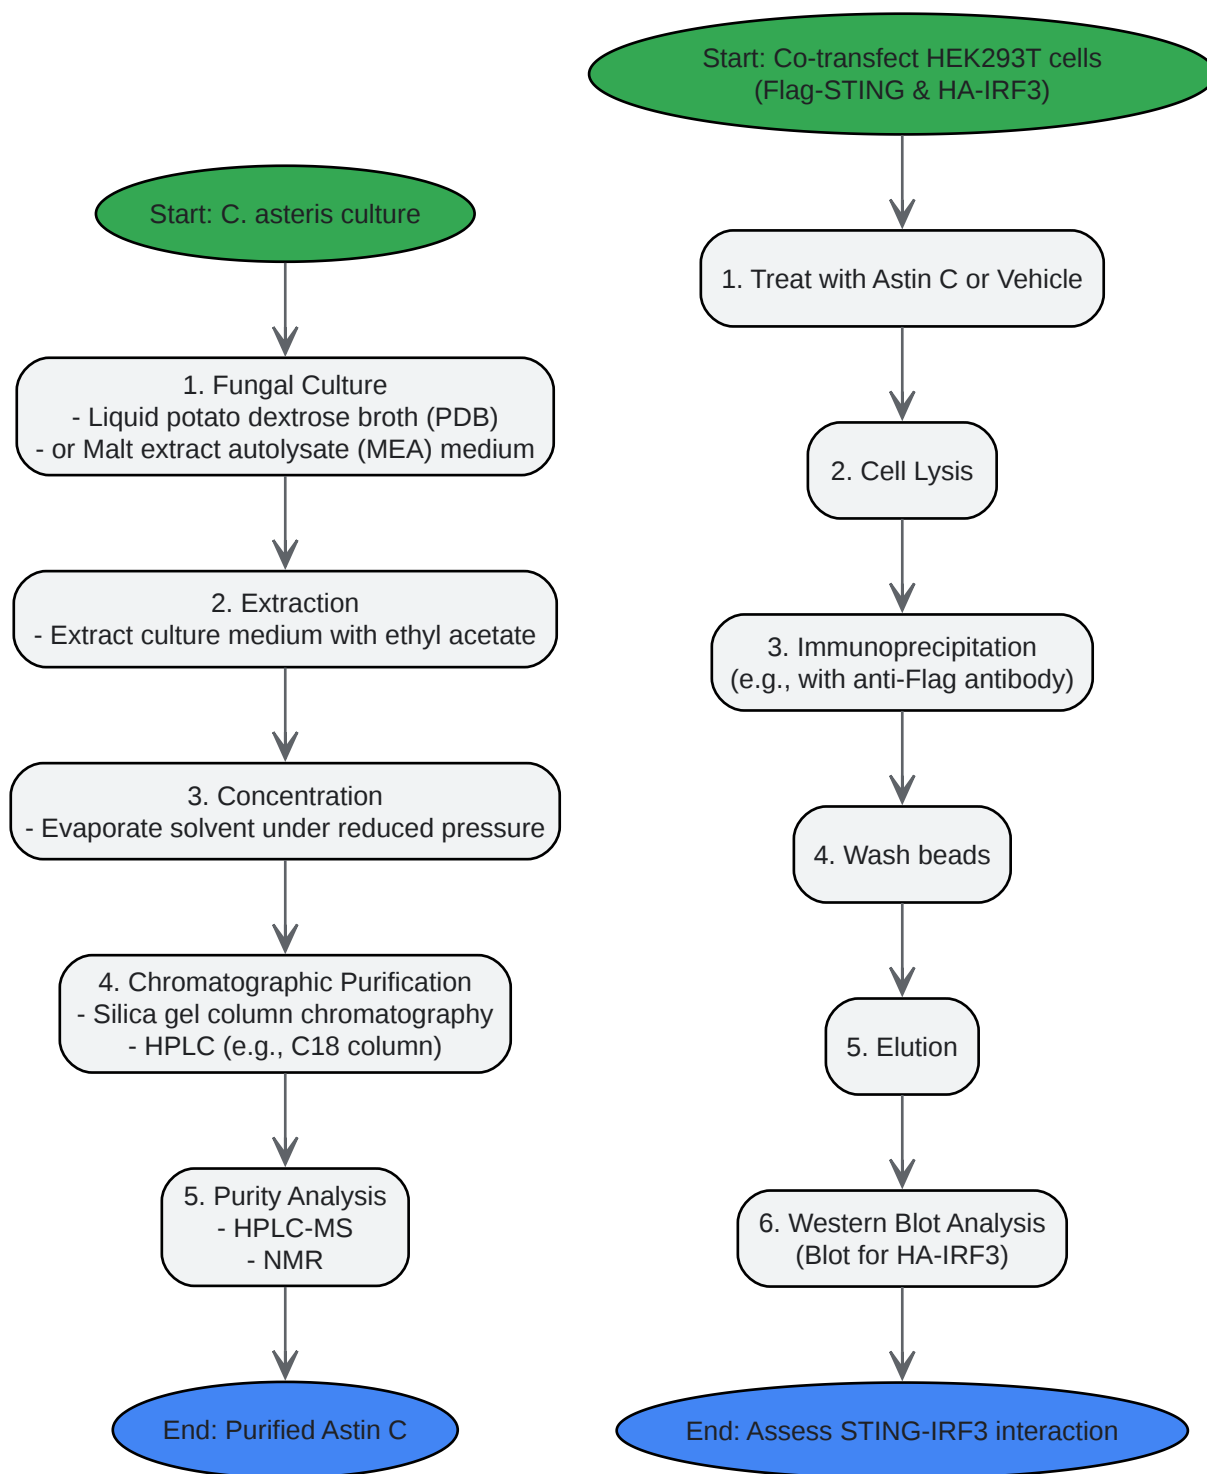 Start: C. asteris culture
1. Fungal Culture
- Liquid potato dextrose broth (PDB)
- or Malt extract autolysate (MEA) medium
2. Extraction
- Extract culture medium with ethyl acetate
3. Concentration
- Evaporate solvent under reduced pressure
4. Chromatographic Purification
- Silica gel column chromatography
- HPLC (e.g., C18 column)
5. Purity Analysis
- HPLC-MS
- NMR
End: Purified Astin C
Start: Co-transfect HEK293T cells
(Flag-STING & HA-IRF3)
1. Treat with Astin C or Vehicle
2. Cell Lysis
3. Immunoprecipitation
(e.g., with anti-Flag antibody)
4. Wash beads
5. Elution
6. Western Blot Analysis
(Blot for HA-IRF3)
End: Assess STING-IRF3 interaction